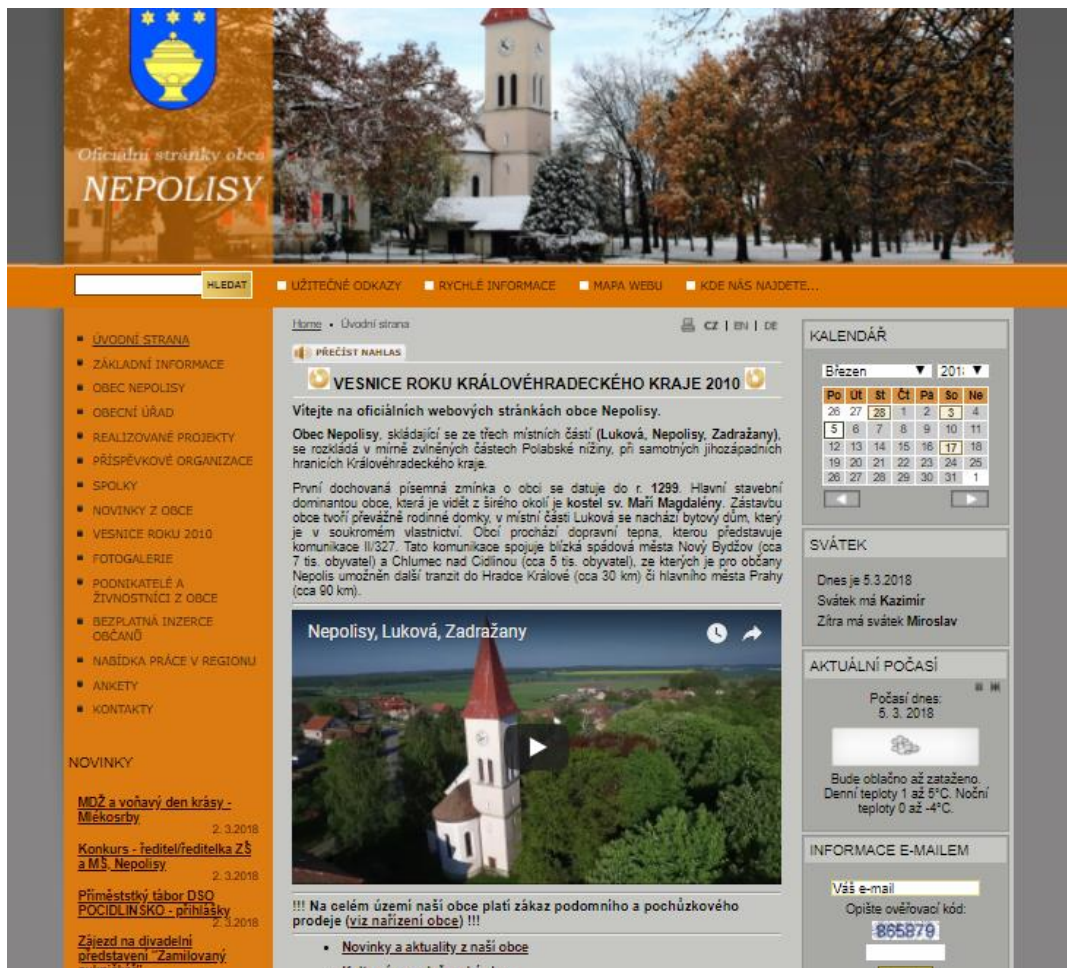 Oficiální stránky obce
NEPOLISY
HLEDAT
UŽITEČNÉ ODKAZY
RYCHLÉ INFORMACE
MAPA WEBU
KDE NÁS NAJDETE...
ÚVODNÍ STRANA
ZÁKLADNÍ INFORMACE
OBEC NEPOLISY
OBECNÍ ÚŘAD
REALIZOVANÉ PROJEKTY
PŘÍSPĚVKOVÉ ORGANIZACE
SPOLKY
NOVINKY Z OBCE
VESNICE ROKU 2010
FOTOGALERIE
PODNIKATELÉ A
ŽIVNOSTNÍCI Z OBCE
BEZPLATNÁ INZERCE
OBČANŮ
NABÍDKA PRÁCE V REGIONU
ANKETY
KONTAKTY
NOVINKY
MDŽ a voňavý den krásy -
Mlékosrby
2. 3.2018
Konkurs - ředitel/ředitelka ZŠ
a MŠ, Nepolisy
2. 3.2018
Příměststký tábor DSO
POCIDLINSKO - přihlášky
2. 3.2018
Zájezd na divadelní
představení "Zamilovaný
Home • Úvodní strana
CZ | EN | DE
PŘEČÍST NAHLAS
VESNICE ROKU KRÁLOVÉHRADECKÉHO KRAJE 2010
Vítejte na oficiálních webových stránkách obce Nepolisy.
Obec Nepolisy, skládající se ze třech místních částí (Luková, Nepolisy, Zadražany),
se rozkládá v mírně zvlněných částech Polabské nížiny, při samotných jihozápadních
hranicích Královéhradeckého kraje.
První dochovaná písemná zmínka o obci se datuje do r. 1299. Hlavní stavební
dominantou obce, která je vidět z širého okolí je kostel sv. Maří Magdalény. Zástavbu
obce tvoří převážně rodinné domky, v místní části Luková se nachází bytový dům, který
je v soukromém vlastnictví. Obcí prochází dopravní tepna, kterou představuje
komunikace II/327. Tato komunikace spojuje blízká spádová města Nový Bydžov (cca
7 tis. obyvatel) a Chlumec nad Cidlinou (cca 5 tis. obyvatel), ze kterých je pro občany
Nepolis umožněn další tranzit do Hradce Králové (cca 30 km) či hlavního města Prahy
(cca 90 km).
Nepolisy, Luková, Zadražany
!!! Na celém území naší obce platí zákaz podomního a pochůzkového
prodeje (viz nařízení obce) !!!
Novinky a aktuality z naší obce
KALENDÁŘ
Březen
Po Út St Čt Pá So Ne
26 27 28 1 2 3 4
5 6 7 8 9 10 11
12 13 14 15 16 17 18
19 20 21 22 23 24 25
26 27 28 29 30 31 1
SVÁTEK
Dnes je 5.3.2018
Svátek má Kazimír
Zítra má svátek Miroslav
AKTUÁLNÍ POČASÍ
Počasí dnes:
5. 3. 2018
Bude oblačno až zataženo.
Denní teploty 1 až 5°C. Noční
teploty 0 až -4°C.
INFORMACE E-MAILEM
Váš e-mail
Opište ověřovací kód:
865879